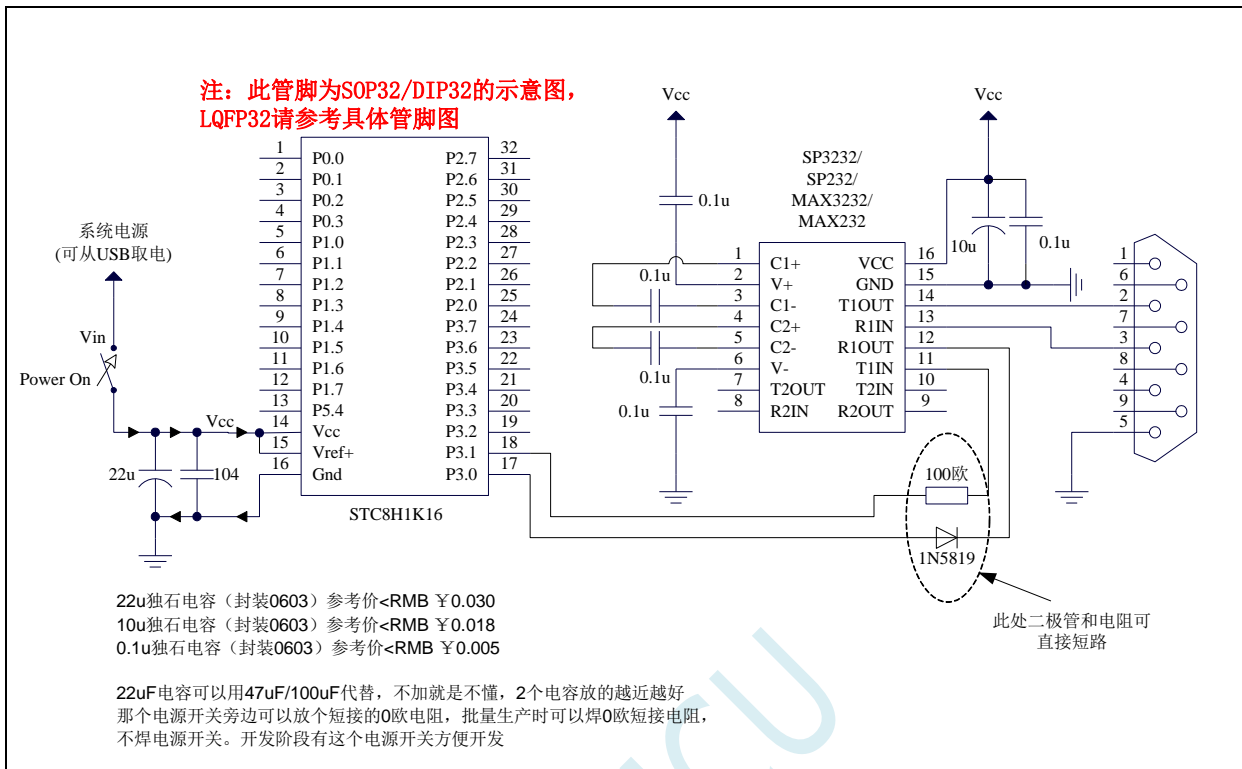 注：此管脚为SOP32/DIP32的示意图，
LQFP32请参考具体管脚图
系统电源
(可从USB取电)
Vin
Power On
Vcc
22u
104
1 P0.0 P2.7 32
2 P0.1 P2.6 31
3 P0.2 P2.5 30
4 P0.3 P2.4 29
5 P1.0 P2.3 28
6 P1.1 P2.2 27
7 P1.2 P2.1 26
8 P1.3 P2.0 25
9 P1.4 P3.7 24
10 P1.5 P3.6 23
11 P1.6 P3.5 22
12 P1.7 P3.4 21
13 P5.4 P3.3 20
14 Vcc P3.2 19
15 Vref+ P3.1 18
16 Gnd P3.0 17
STC8H1K16
Vcc
0.1u
0.1u
0.1u
0.1u
SP3232/
SP232/
MAX3232/
MAX232
1 C1+ VCC 16
2 V+ GND 15
3 C1- T1OUT 14
4 C2+ R1IN 13
5 C2- R1OUT 12
6 V- T1IN 11
7 T2OUT T2IN 10
8 R2IN R2OUT 9
Vcc
10u
0.1u
1
6
2
7
3
8
4
9
5
100欧
1N5819
此处二极管和电阻可
直接短路
22u独石电容（封装0603）参考价<RMB ￥0.030
10u独石电容（封装0603）参考价<RMB ￥0.018
0.1u独石电容（封装0603）参考价<RMB ￥0.005
22uF电容可以用47uF/100uF代替，不加就是不懂，2个电容放的越近越好
那个电源开关旁边可以放个短接的0欧电阻，批量生产时可以焊0欧短接电阻，
不焊电源开关。开发阶段有这个电源开关方便开发
CU